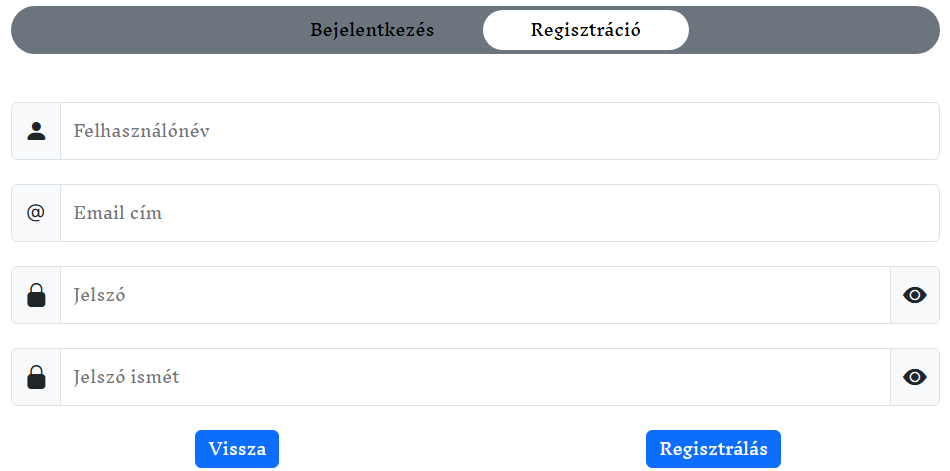 Bejelentkezés Regisztráció
Felhasználónév
@ Email cím
Jelszó
Jelszó ismét
Vissza Regisztrálás